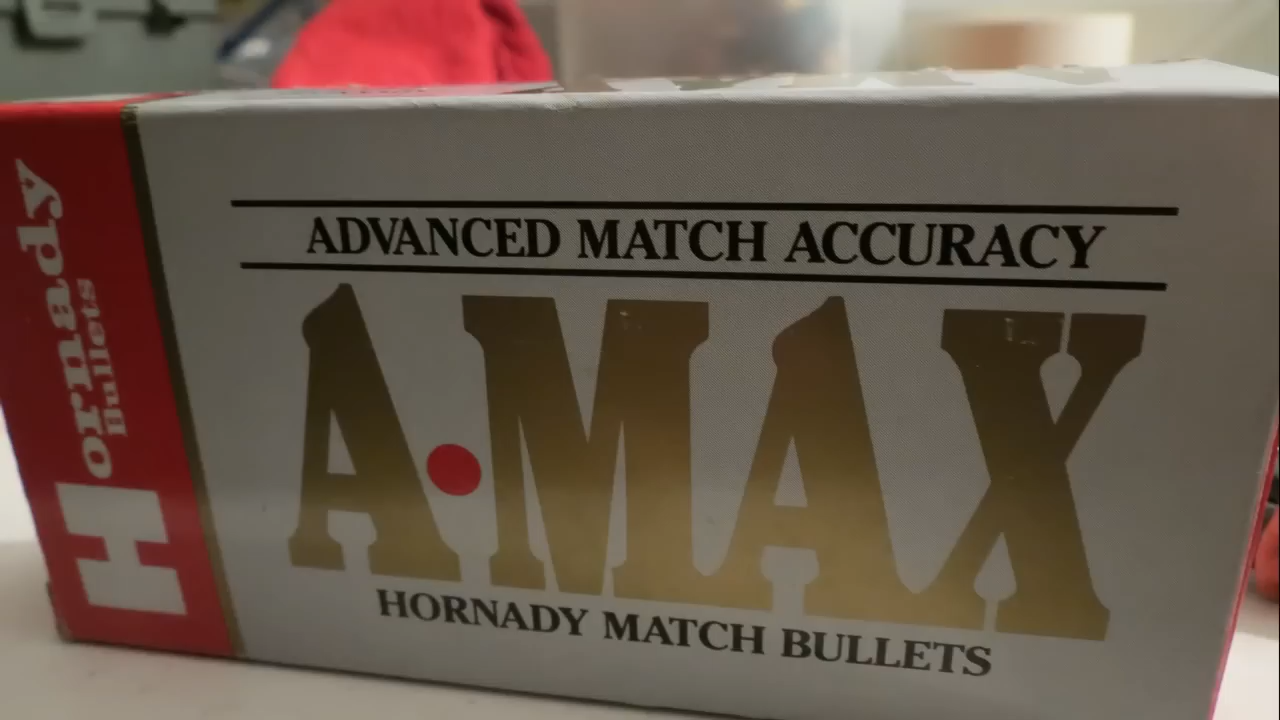 Hornady
Bullets
ADVANCED MATCH ACCURACY
A•MAX
HORNADY MATCH BULLETS